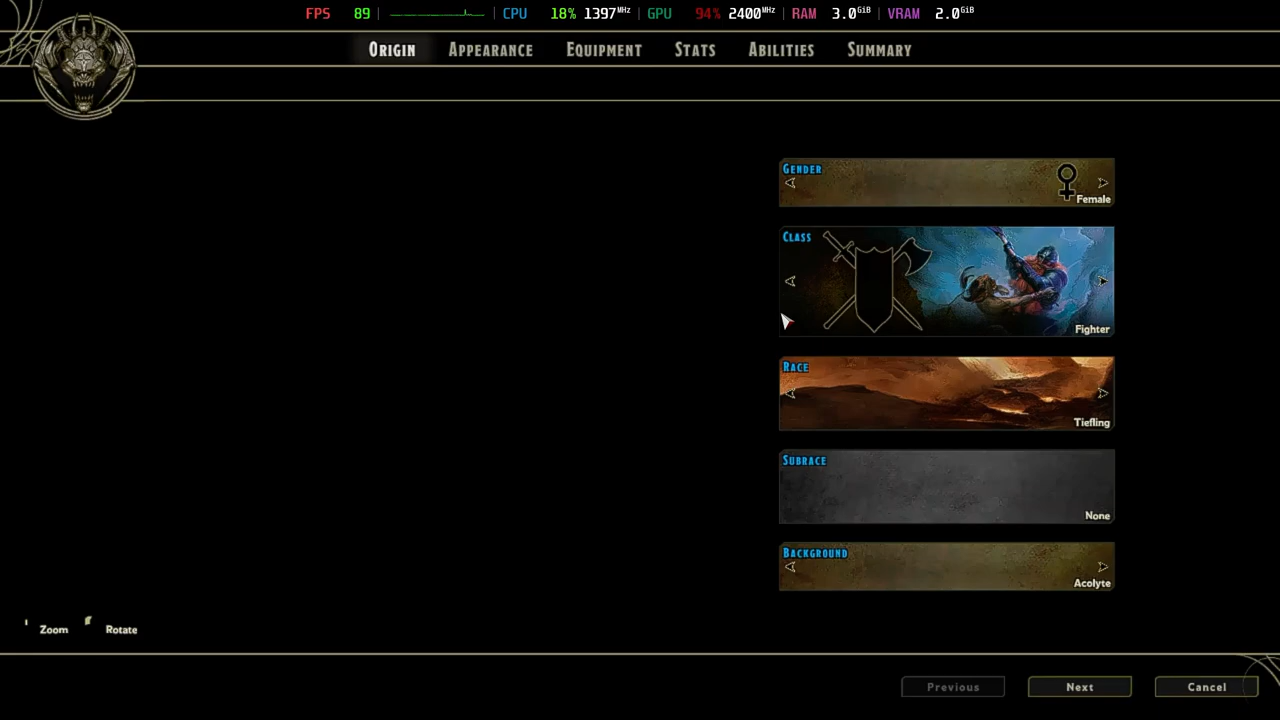 FPS 89 CPU 18% 1397MHz GPU 94% 2400MHz RAM 3.0GiB VRAM 2.0GiB
ORIGIN APPEARANCE EQUIPMENT STATS ABILITIES SUMMARY
GENDER
Female
CLASS
Fighter
RACE
Tiefling
SUBRACE
None
BACKGROUND
Acolyte
Zoom Rotate
Previous Next Cancel